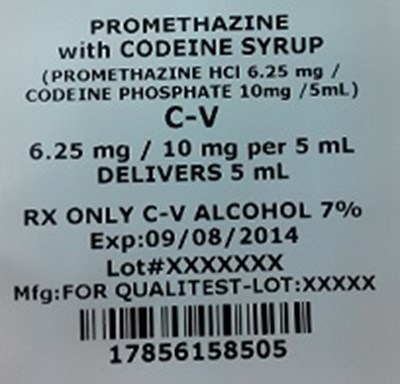 PROMETHAZINE
with CODEINE SYRUP
(PROMETHAZINE HCl 6.25 mg /
CODEINE PHOSPHATE 10mg /5mL)
C-V
6.25 mg / 10 mg per 5 mL
DELIVERS 5 mL
RX ONLY C-V ALCOHOL 7%
Exp:09/08/2014
Lot#XXXXXXX
Mfg:FOR QUALITEST-LOT:XXXXX
17856158505